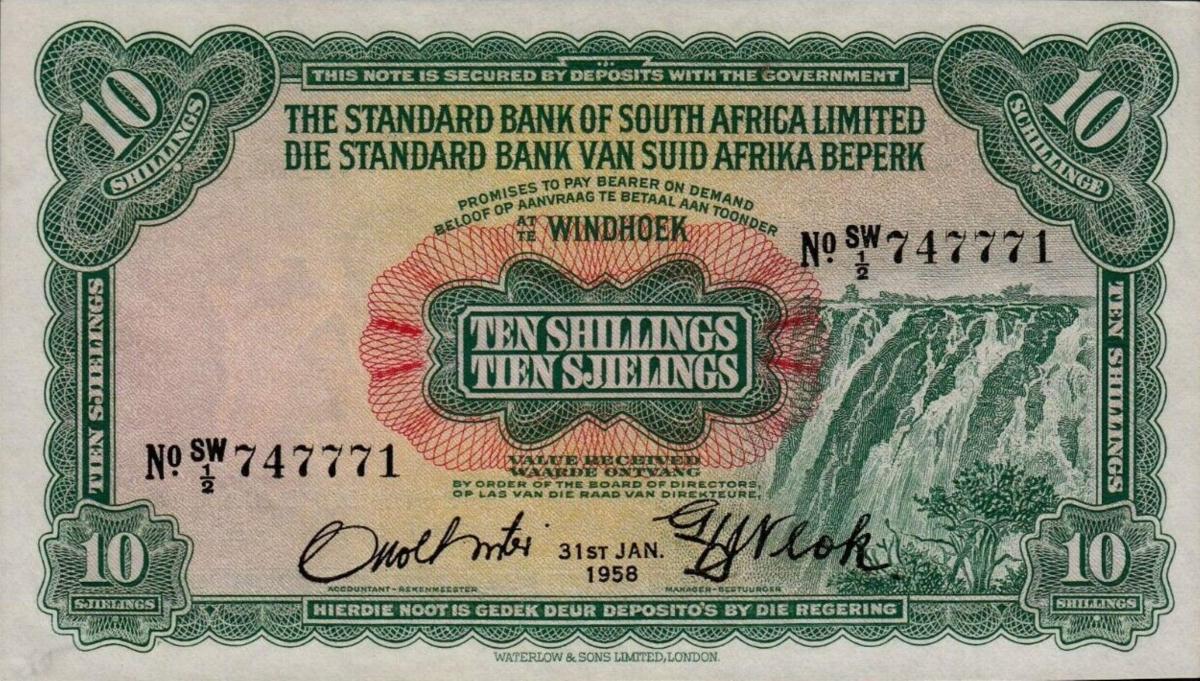 THIS NOTE IS SECURED BY DEPOSITS WITH THE GOVERNMENT
10
SHILLINGS
10
SCHILLINGE
THE STANDARD BANK OF SOUTH AFRICA LIMITED
DIE STANDARD BANK VAN SUID AFRIKA BEPERK
PROMISES TO PAY BEARER ON DEMAND
BELOOF OP AANVRAAG TE BETAAL AAN TOONDER
AT
TE WINDHOEK
No. SW 1/2 747771
TEN SHILLINGS
TIEN SJIELINGS
TIEN SJIELINGS
TEN SHILLINGS
No. SW 1/2 747771
VALUE RECEIVED
WAARDE ONTVANG
BY ORDER OF THE BOARD OF DIRECTORS,
OP LAS VAN DIE RAAD VAN DIREKTEURE,
31ST JAN.
1958
ACCOUNTANT - REKENMEESTER
MANAGER - BESTUURDER
10
SJIELINGS
10
SHILLINGS
HIERDIE NOOT IS GEDEK DEUR DEPOSITO'S BY DIE REGERING
WATERLOW & SONS LIMITED, LONDON.